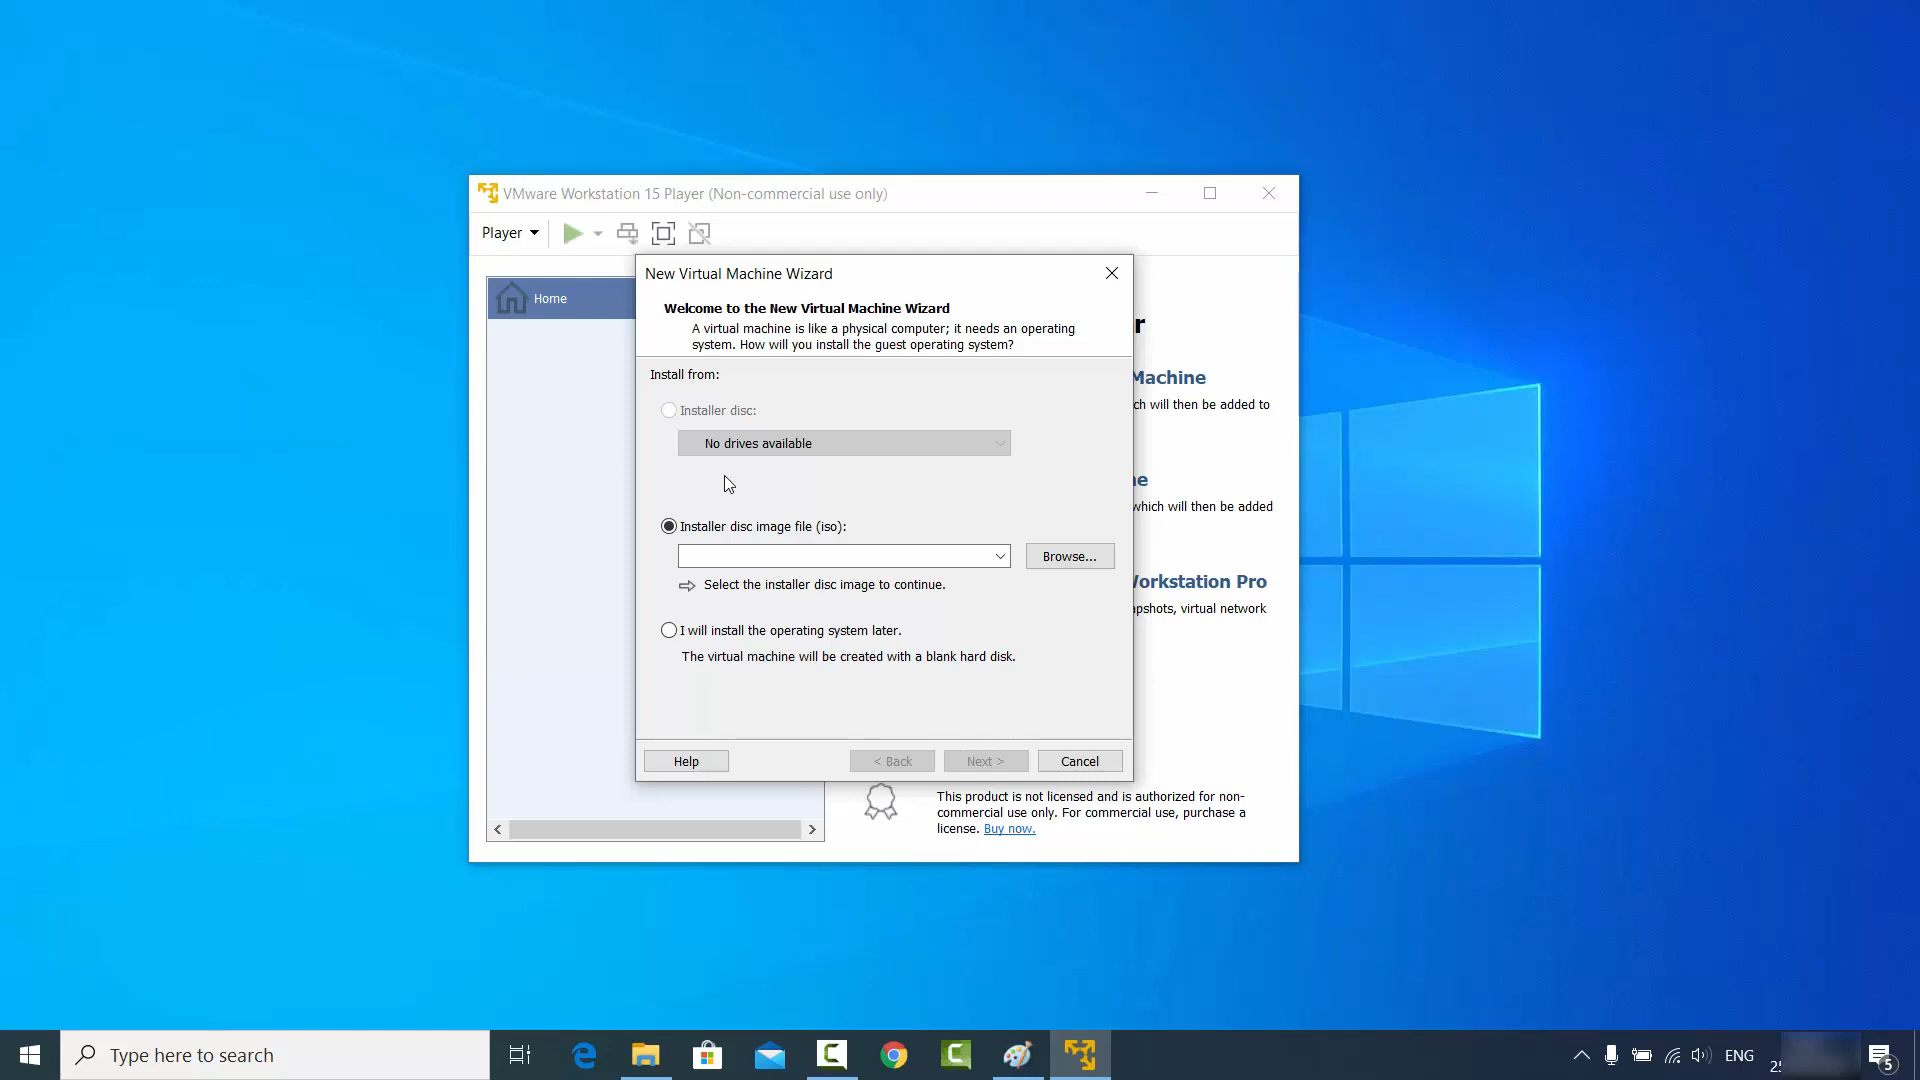 VMware Workstation 15 Player (Non-commercial use only)
Player
Home
New Virtual Machine Wizard
Welcome to the New Virtual Machine Wizard
A virtual machine is like a physical computer; it needs an operating
system. How will you install the guest operating system?
Install from:
Installer disc:
No drives available
Installer disc image file (iso):
Browse...
Select the installer disc image to continue.
I will install the operating system later.
The virtual machine will be created with a blank hard disk.
Help
< Back
Next >
Cancel
r
Machine
ch will then be added to
ne
which will then be added
Workstation Pro
apshots, virtual network
This product is not licensed and is authorized for non-
commercial use only. For commercial use, purchase a
license. Buy now.
Type here to search
ENG
5